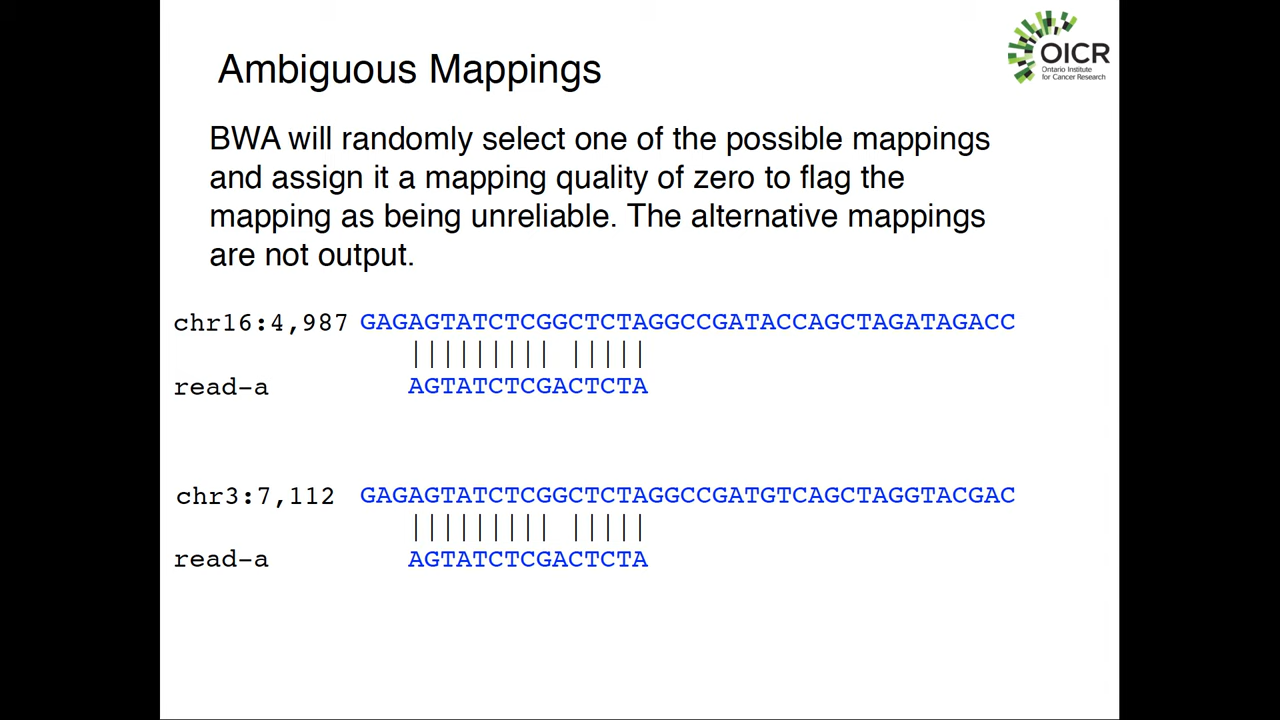 OICR
Ontario Institute
for Cancer Research
Ambiguous Mappings
BWA will randomly select one of the possible mappings
and assign it a mapping quality of zero to flag the
mapping as being unreliable. The alternative mappings
are not output.
chr16:4,987 GAGAGTATCTCGGCTCTAGGCCGATACCAGCTAGATAGACC
||||||||| |||||
read-a AGTATCTCGACTCTA
chr3:7,112 GAGAGTATCTCGGCTCTAGGCCGATGTCAGCTAGGTACGAC
||||||||| |||||
read-a AGTATCTCGACTCTA